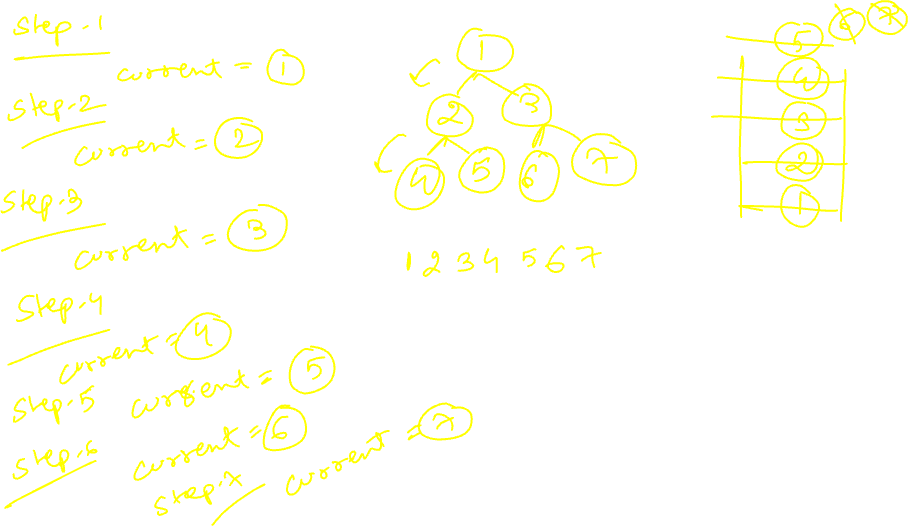 Step-1
current = 1
Step-2
current = 2
Step-3
current = 3
Step-4
current = 4
Step-5 current = 5
Step-6 current = 6
Step-7 current = 7
1
2 3
4 5 6 7
1 2 3 4 5 6 7
5 6 7
4
3
2
1